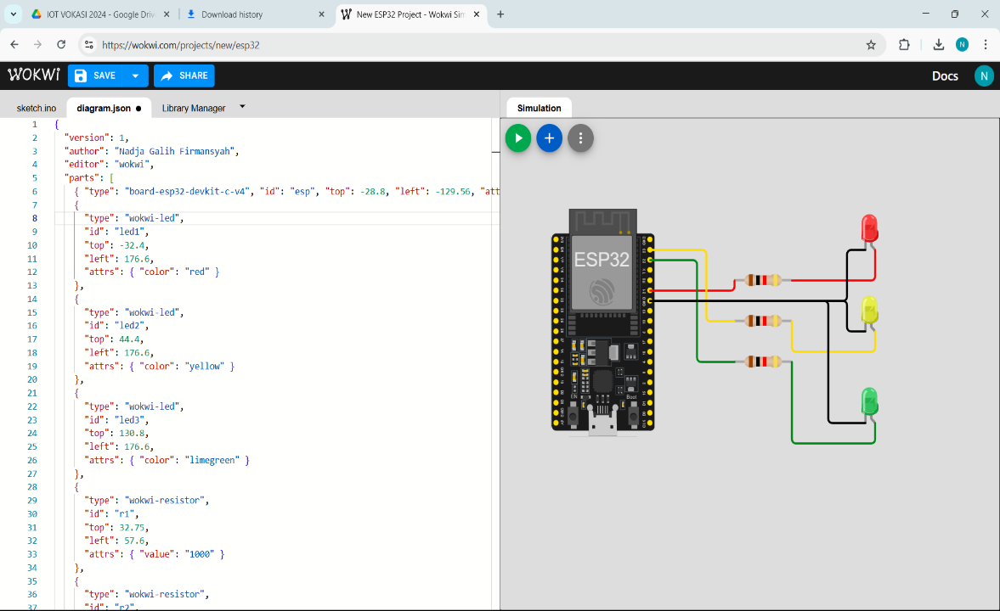 IOT VOKASI 2024 - Google Driv
Download history
New ESP32 Project - Wokwi Sim
https://wokwi.com/projects/new/esp32
N
WOKWi
SAVE
SHARE
Docs
N
sketch.ino
diagram.json
Library Manager
Simulation
1 {
2 "version": 1,
3 "author": "Nadja Galih Firmansyah",
4 "editor": "wokwi",
5 "parts": [
6 { "type": "board-esp32-devkit-c-v4", "id": "esp", "top": -28.8, "left": -129.56, "att
7 {
8 "type": "wokwi-led",
9 "id": "led1",
10 "top": -32.4,
11 "left": 176.6,
12 "attrs": { "color": "red" }
13 },
14 {
15 "type": "wokwi-led",
16 "id": "led2",
17 "top": 44.4,
18 "left": 176.6,
19 "attrs": { "color": "yellow" }
20 },
21 {
22 "type": "wokwi-led",
23 "id": "led3",
24 "top": 130.8,
25 "left": 176.6,
26 "attrs": { "color": "limegreen" }
27 },
28 {
29 "type": "wokwi-resistor",
30 "id": "r1",
31 "top": 32.75,
32 "left": 57.6,
33 "attrs": { "value": "1000" }
34 },
35 {
36 "type": "wokwi-resistor",
37 "id": "r2",
ESP32
EN
Boot